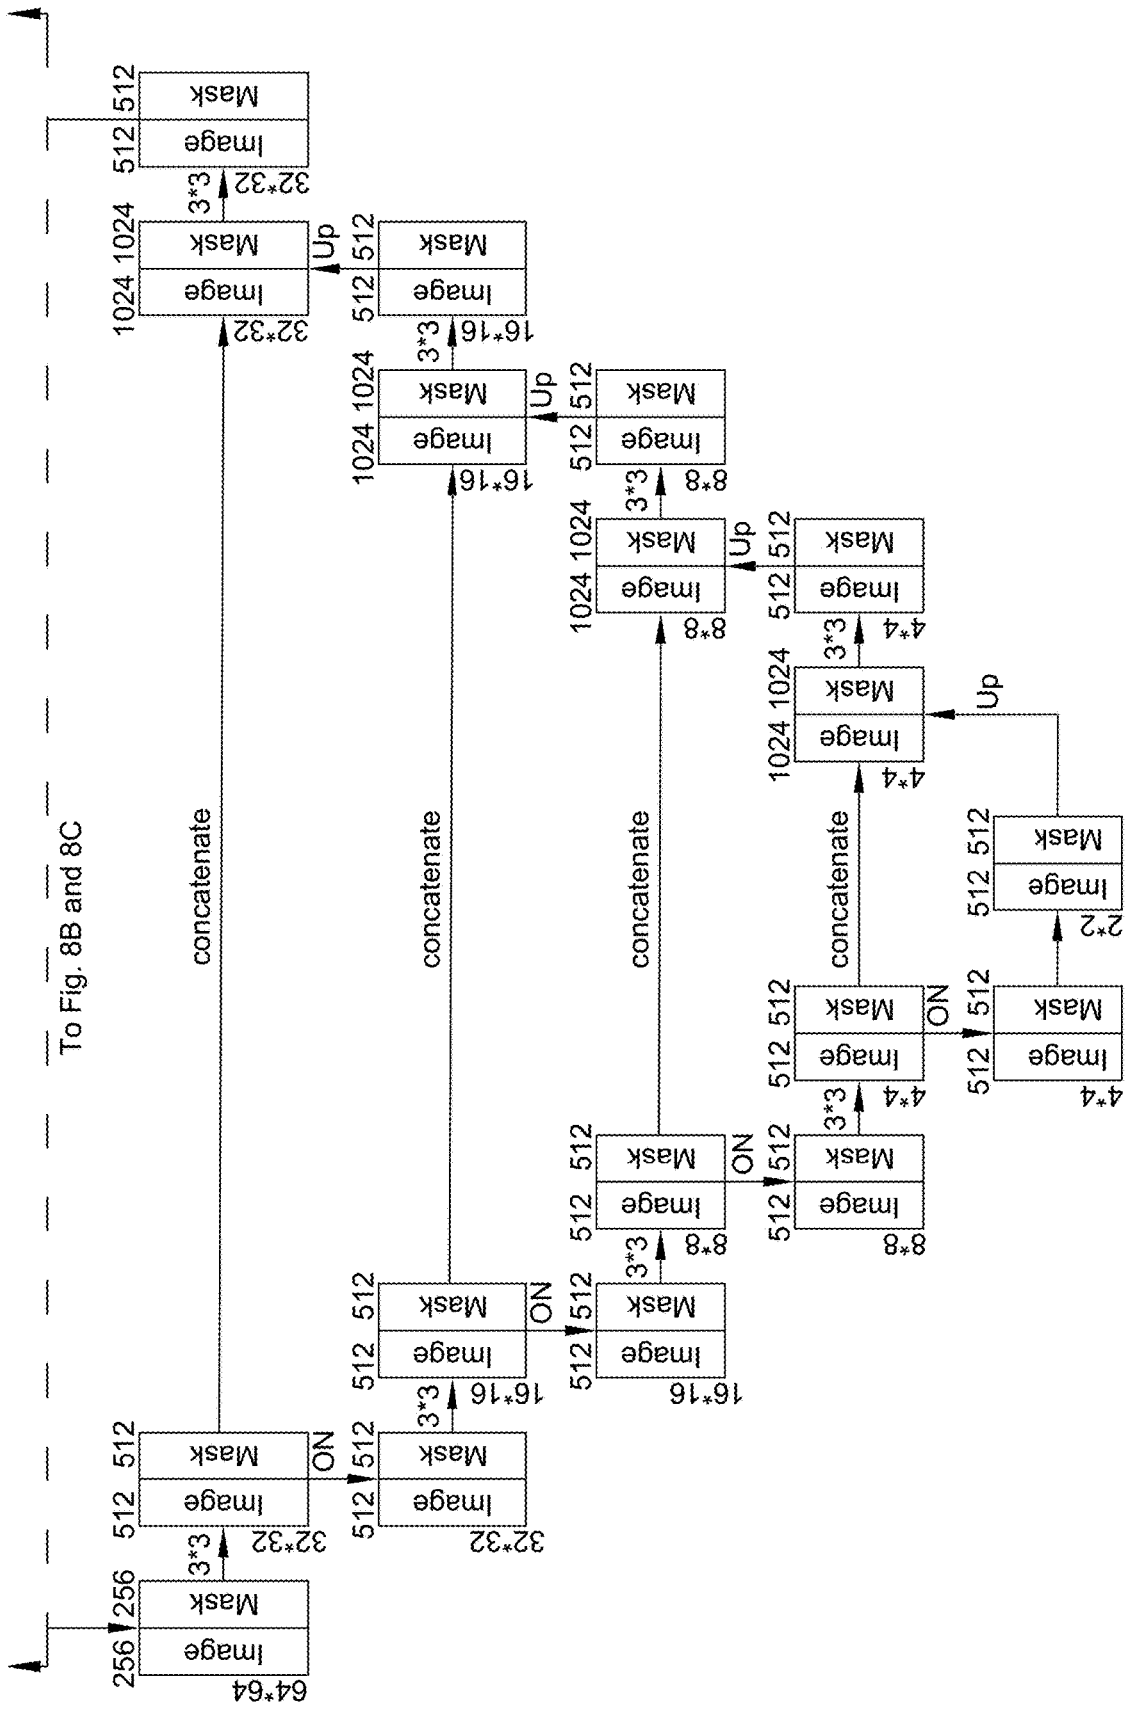 To Fig. 8B and 8C
256 256
Image
Mask
64*64
3*3
512 512
Image
Mask
32*32
concatenate
1024 1024
Image
Mask
32*32
3*3
512 512
Image
Mask
32*32
ON
Up
512 512
Image
Mask
32*32
3*3
512 512
Image
Mask
16*16
concatenate
1024 1024
Image
Mask
16*16
3*3
512 512
Image
Mask
16*16
ON
Up
512 512
Image
Mask
16*16
3*3
512 512
Image
Mask
8*8
concatenate
1024 1024
Image
Mask
8*8
3*3
512 512
Image
Mask
8*8
ON
Up
512 512
Image
Mask
8*8
3*3
512 512
Image
Mask
4*4
concatenate
1024 1024
Image
Mask
4*4
3*3
512 512
Image
Mask
4*4
ON
Up
512 512
Image
Mask
4*4
512 512
Image
Mask
2*2